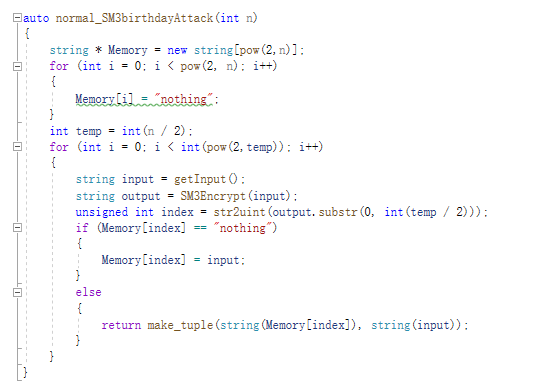 auto normal_SM3birthdayAttack(int n)
{
string * Memory = new string[pow(2,n)];
for (int i = 0; i < pow(2, n); i++)
{
Memory[i] = "nothing";
}
int temp = int(n / 2);
for (int i = 0; i < int(pow(2,temp)); i++)
{
string input = getInput();
string output = SM3Encrypt(input);
unsigned int index = str2uint(output.substr(0, int(temp / 2)));
if (Memory[index] == "nothing")
{
Memory[index] = input;
}
else
{
return make_tuple(string(Memory[index]), string(input));
}
}
}